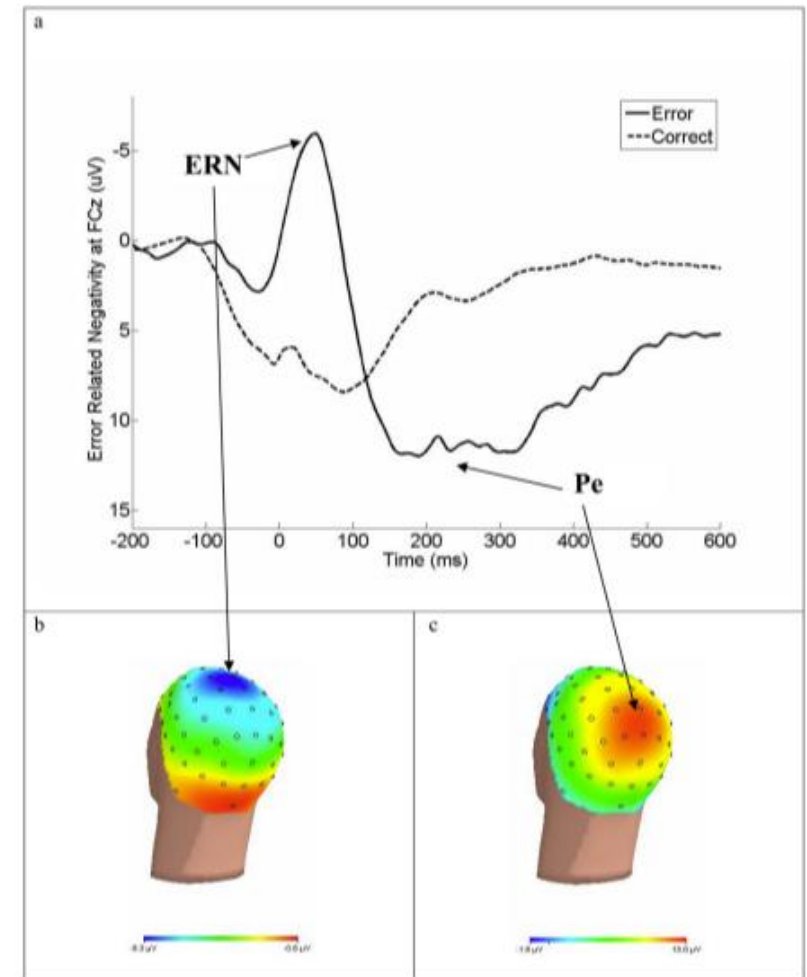 a
Error
Correct
ERN
Error Related Negativity at FCz (uV)
-5
0
5
10
15
Pe
-200 -100 0 100 200 300 400 500 600
Time (ms)
b
c